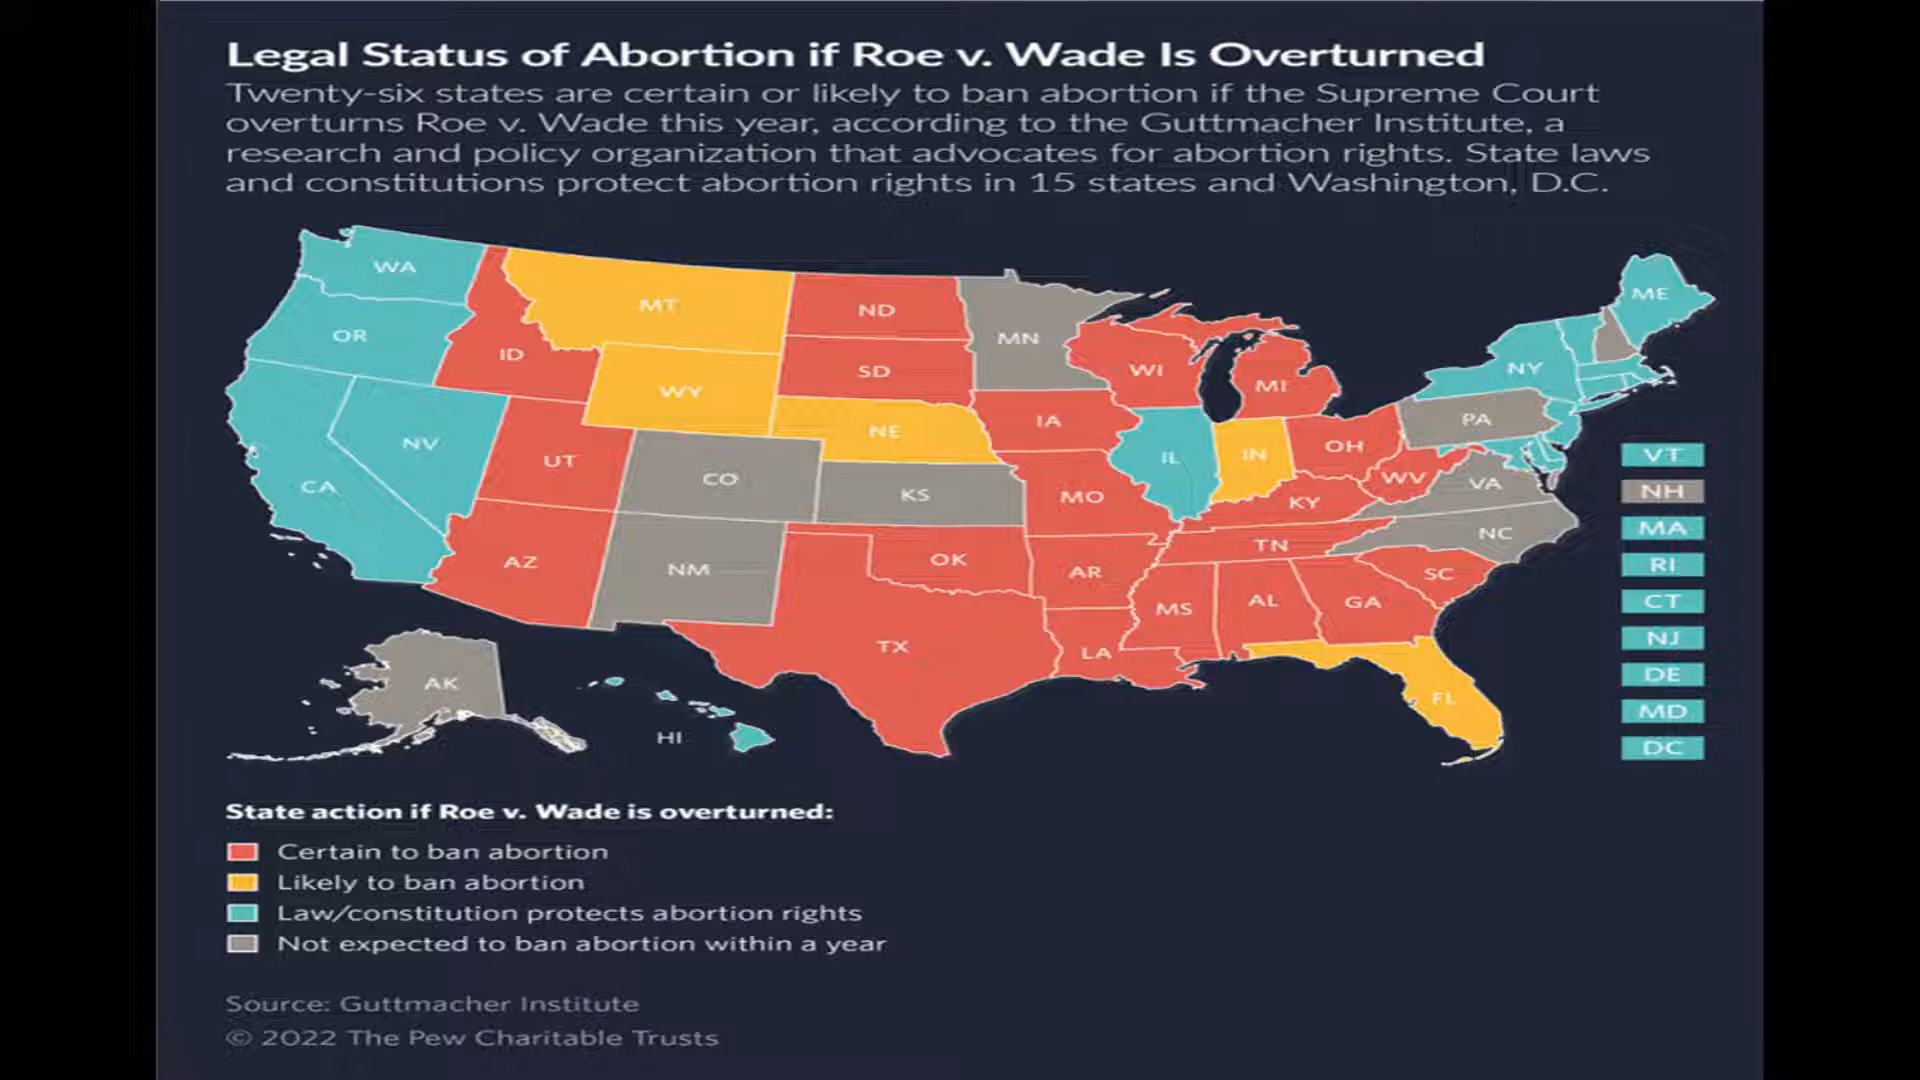 Legal Status of Abortion if Roe v. Wade Is Overturned
Twenty-six states are certain or likely to ban abortion if the Supreme Court
overturns Roe v. Wade this year, according to the Guttmacher Institute, a
research and policy organization that advocates for abortion rights. State laws
and constitutions protect abortion rights in 15 states and Washington, D.C.
WA
MT
ND
MN
ME
OR
ID
SD
WI
MI
NY
WY
NE
IA
PA
NV
UT
CO
KS
IL
IN
OH
VT
CA
MO
KY
WV
VA
NH
AZ
NM
OK
AR
TN
NC
MA
RI
TX
MS
AL
GA
SC
CT
LA
NJ
AK
HI
FL
DE
MD
DC
State action if Roe v. Wade is overturned:
Certain to ban abortion
Likely to ban abortion
Law/constitution protects abortion rights
Not expected to ban abortion within a year
Source: Guttmacher Institute
© 2022 The Pew Charitable Trusts